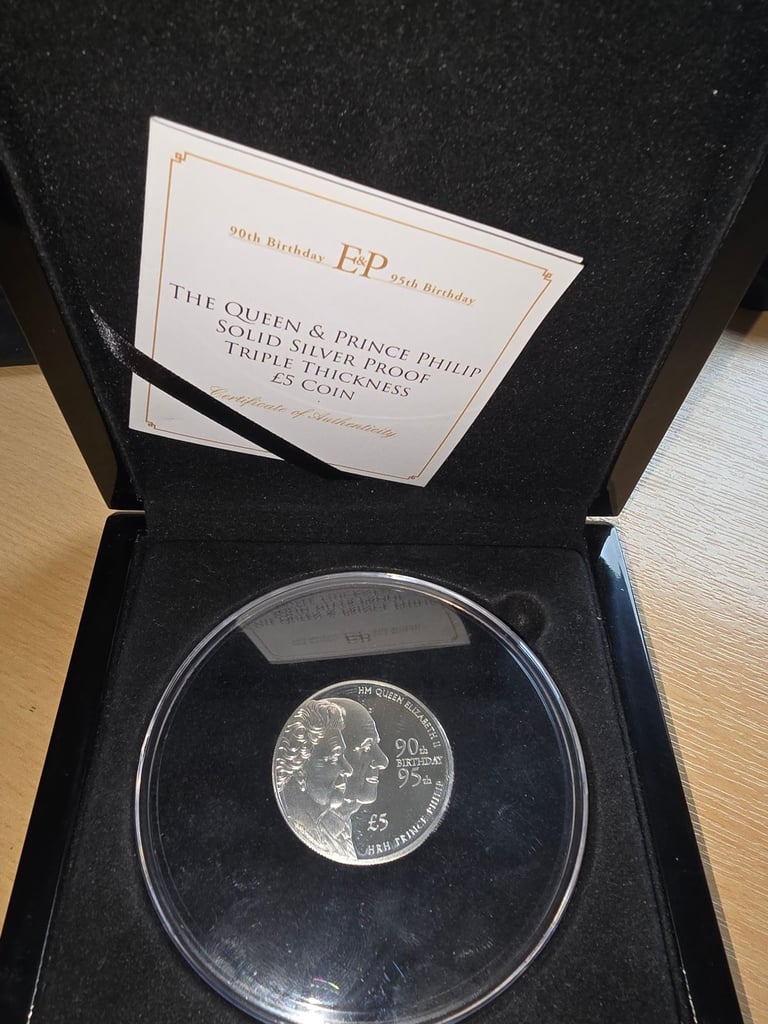 90th Birthday E&P 95th Birthday
THE QUEEN & PRINCE PHILIP
SOLID SILVER PROOF
TRIPLE THICKNESS
£5 COIN
Certificate of Authenticity
HM QUEEN ELIZABETH II
90th
BIRTHDAY
95th
£5
HRH PRINCE PHILIP